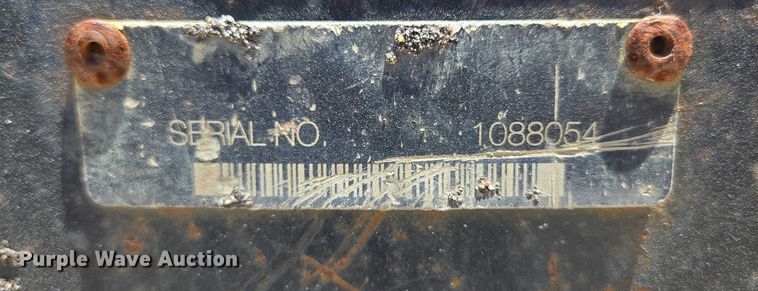 SERIAL NO 1088054
Purple Wave Auction